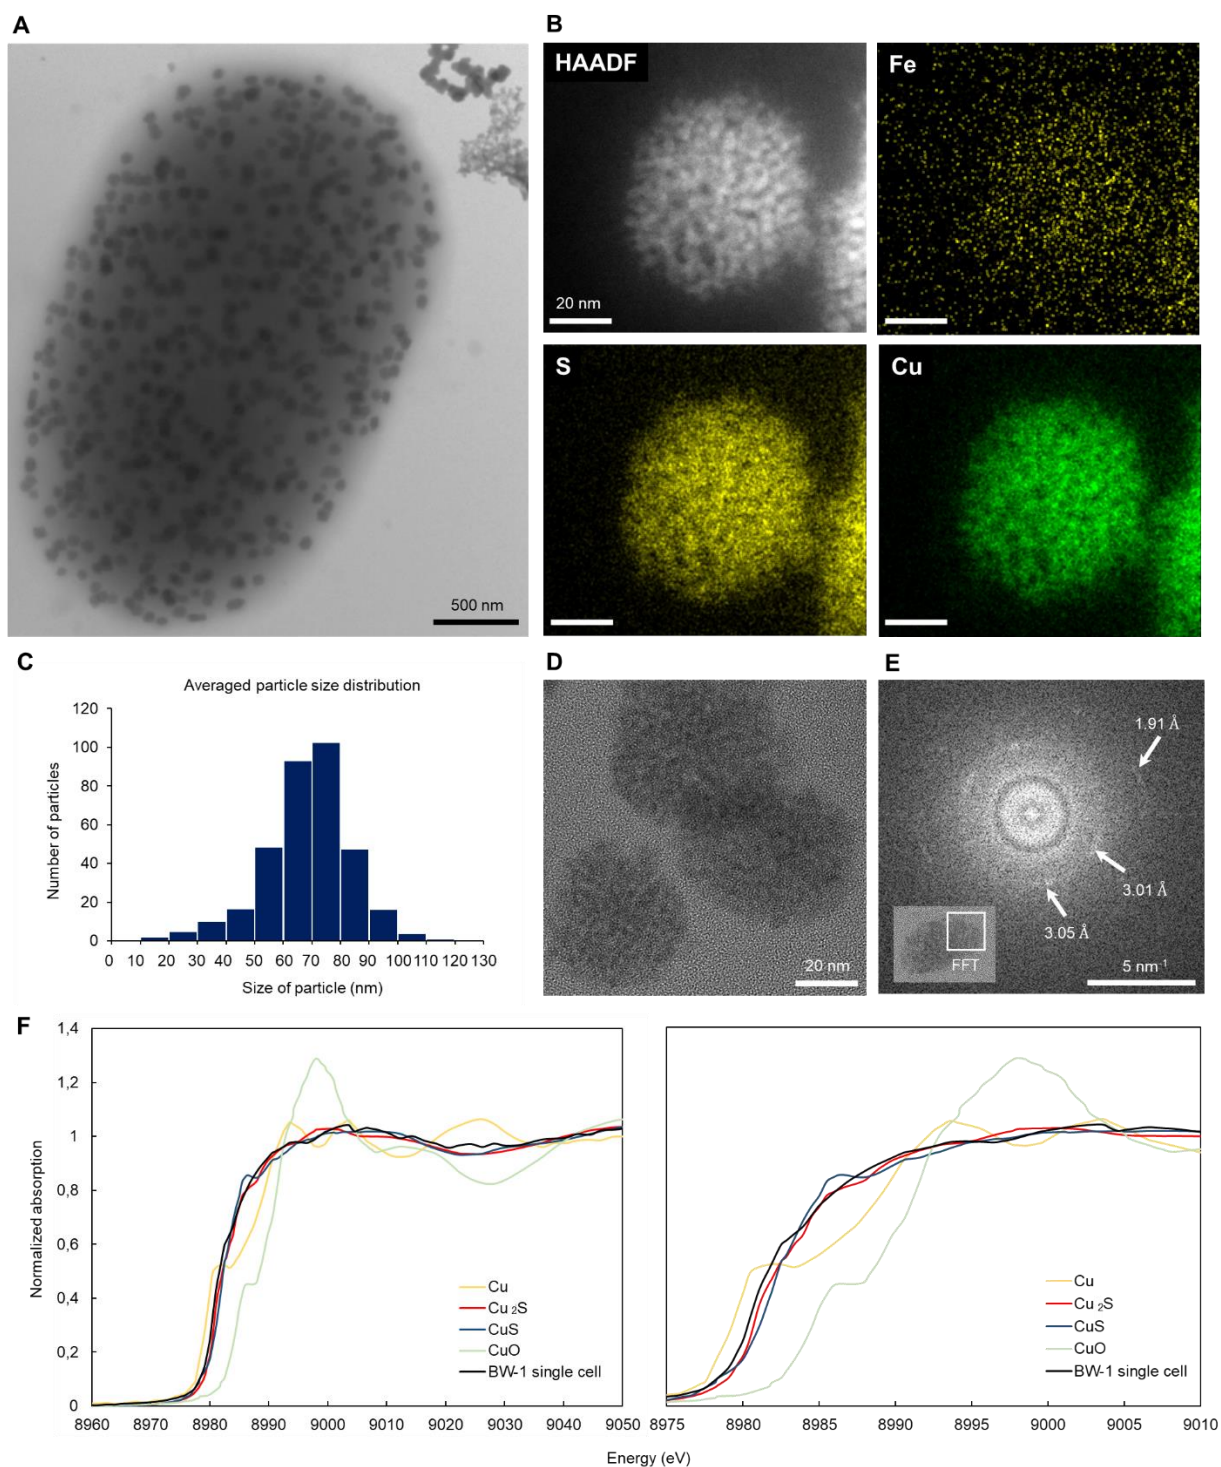 A
500 nm
B
HAADF
20 nm
Fe
S
Cu
C
Averaged particle size distribution
Number of particles
120
100
80
60
40
20
0
0 10 20 30 40 50 60 70 80 90 100 110 120 130
Size of particle (nm)
D
20 nm
E
1.91 Å
3.01 Å
3.05 Å
FFT
5 nm⁻¹
F
Normalized absorption
1,4
1,2
1
0,8
0,6
0,4
0,2
0
8960 8970 8980 8990 9000 9010 9020 9030 9040 9050
Cu
Cu ₂S
CuS
CuO
BW-1 single cell
8975 8980 8985 8990 8995 9000 9005 9010
Cu
Cu ₂S
CuS
CuO
BW-1 single cell
Energy (eV)